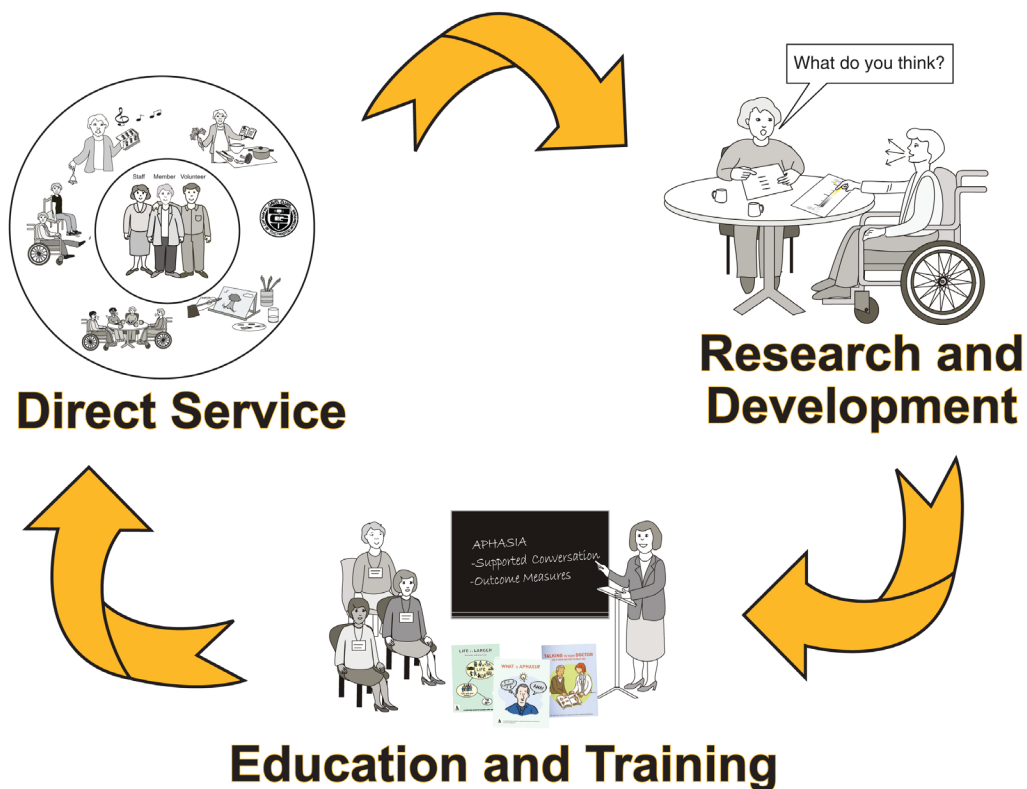 What do you think?
Staff Member Volunteer
Direct Service
Research and
Development
APHASIA
-Supported Conversation
-Outcome Measures
TALKING TO YOUR DOCTOR
WHAT IS APHASIA?
Education and Training